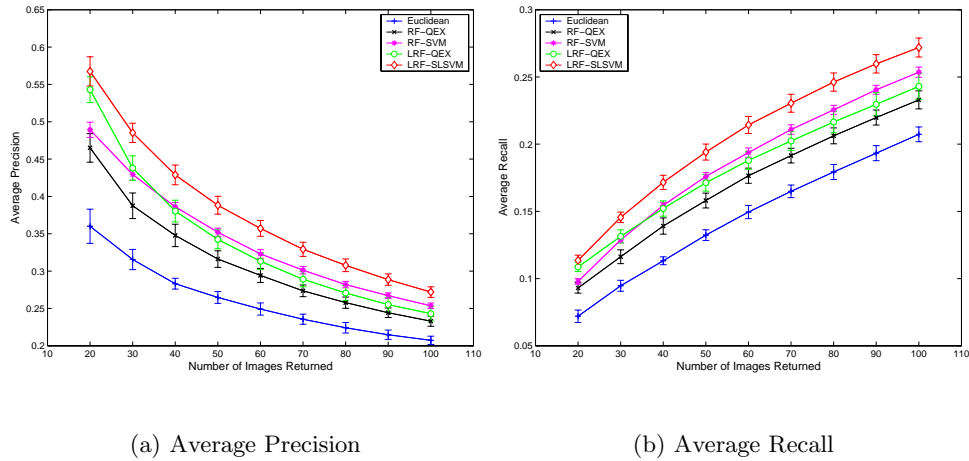 0.65
0.6
0.55
0.5
0.45
0.4
0.35
0.3
0.25
0.2
Average Precision
Euclidean
RF−QEX
RF−SVM
LRF−QEX
LRF−SLSVM
10 20 30 40 50 60 70 80 90 100 110
Number of Images Returned
(a) Average Precision
0.3
0.25
0.2
0.15
0.1
0.05
Average Recall
Euclidean
RF−QEX
RF−SVM
LRF−QEX
LRF−SLSVM
10 20 30 40 50 60 70 80 90 100 110
Number of Images Returned
(b) Average Recall